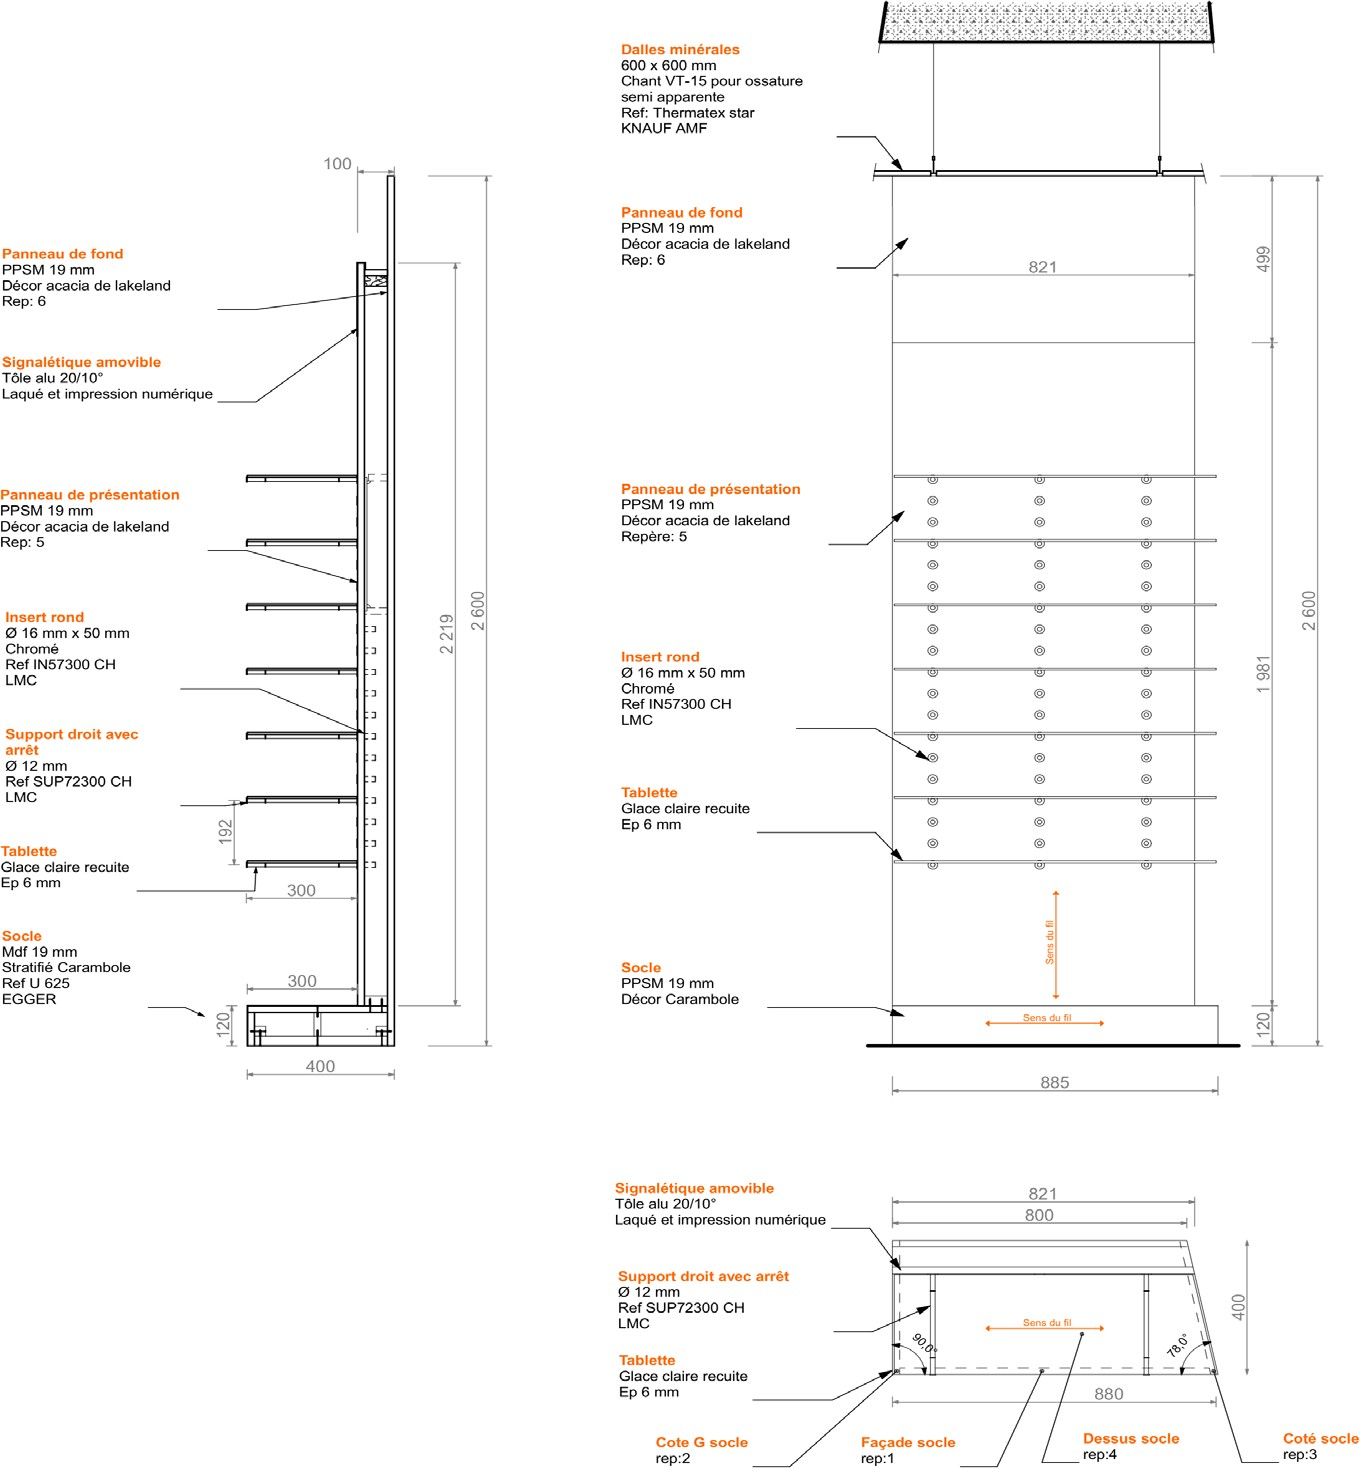 Panneau de fond
PPSM 19 mm
Décor acacia de lakeland
Rep: 6
Signalétique amovible
Tôle alu 20/10°
Laqué et impression numérique
Panneau de présentation
PPSM 19 mm
Décor acacia de lakeland
Rep: 5
Insert rond
Ø 16 mm x 50 mm
Chromé
Ref IN57300 CH
LMC
Support droit avec
arrêt
Ø 12 mm
Ref SUP72300 CH
LMC
Tablette
Glace claire recuite
Ep 6 mm
Socle
Mdf 19 mm
Stratifié Carambole
Ref U 625
EGGER
100
2 219
2 600
192
300
300
120
400
Dalles minérales
600 x 600 mm
Chant VT-15 pour ossature
semi apparente
Ref: Thermatex star
KNAUF AMF
Panneau de fond
PPSM 19 mm
Décor acacia de lakeland
Rep: 6
Panneau de présentation
PPSM 19 mm
Décor acacia de lakeland
Repère: 5
Insert rond
Ø 16 mm x 50 mm
Chromé
Ref IN57300 CH
LMC
Tablette
Glace claire recuite
Ep 6 mm
Socle
PPSM 19 mm
Décor Carambole
821
499
1 981
2 600
120
Sens du fil
Sens du fil
885
Signalétique amovible
Tôle alu 20/10°
Laqué et impression numérique
Support droit avec arrêt
Ø 12 mm
Ref SUP72300 CH
LMC
Tablette
Glace claire recuite
Ep 6 mm
821
800
400
Sens du fil
90,0°
78,0°
880
Cote G socle
rep:2
Façade socle
rep:1
Dessus socle
rep:4
Coté socle
rep:3